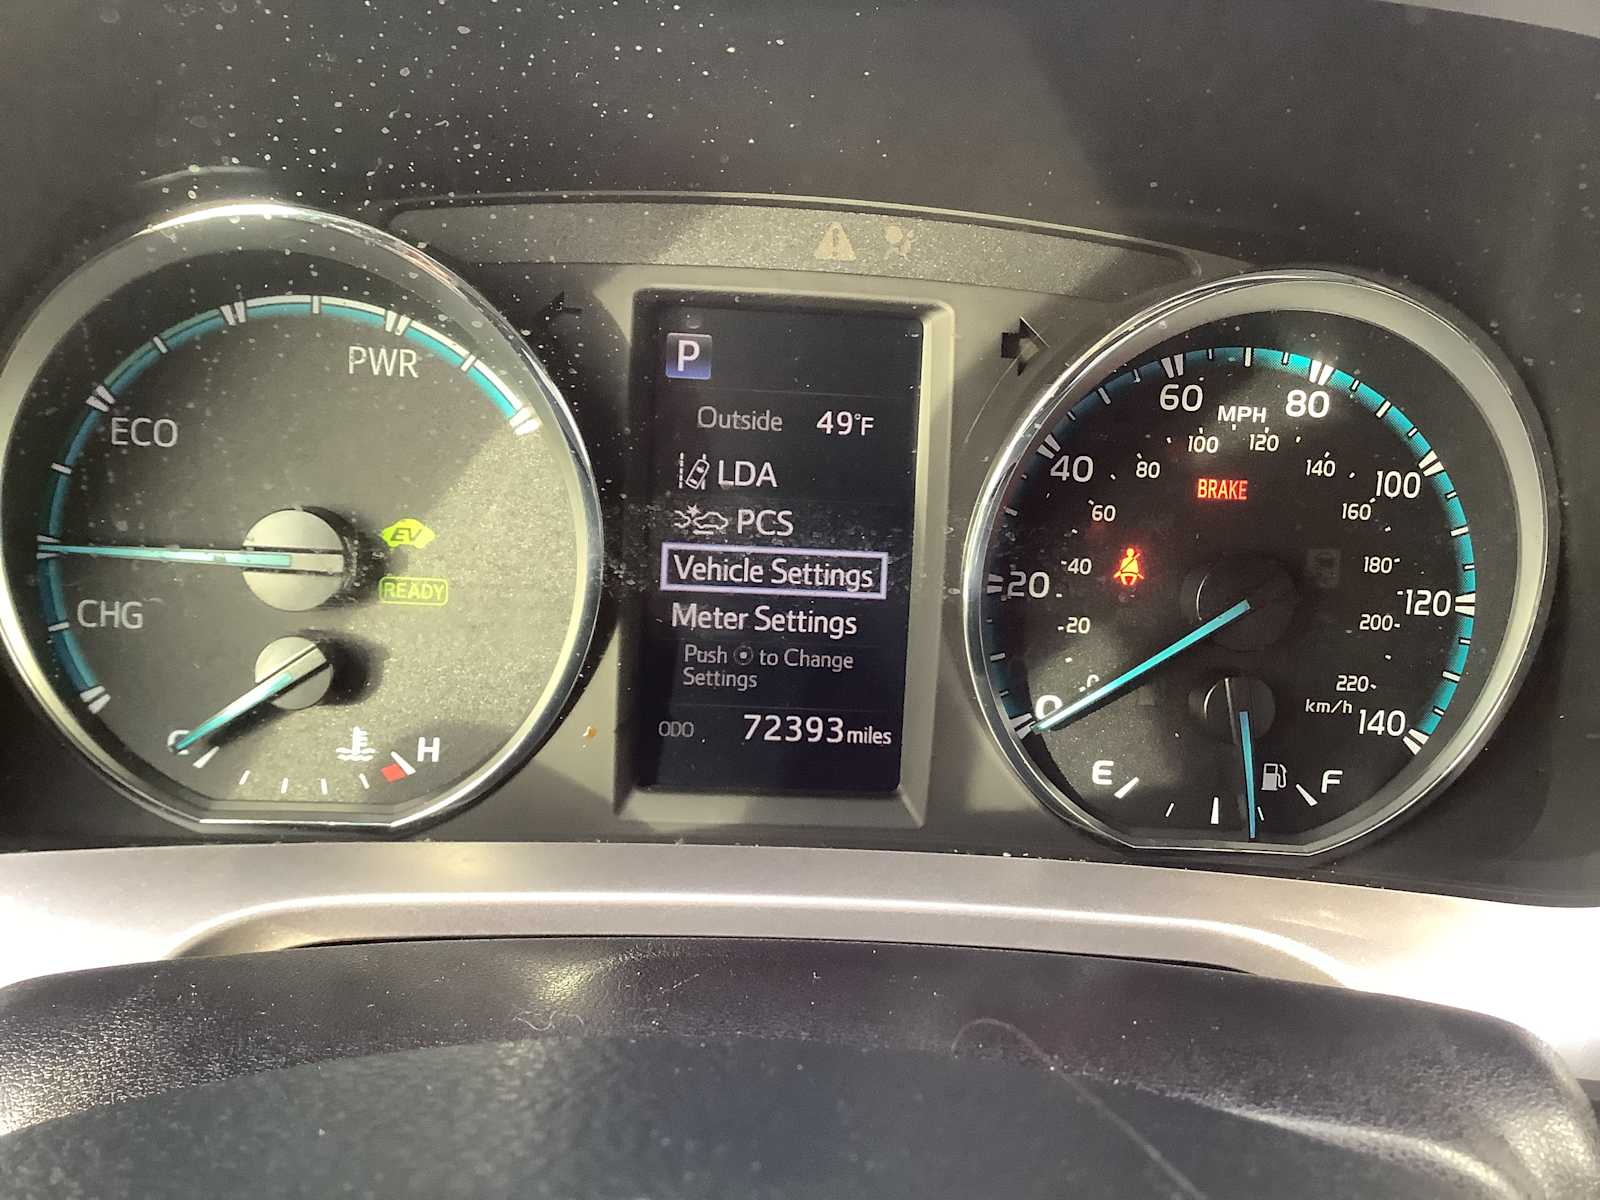 PWR
ECO
CHG
EV
READY
C
H
P
Outside 49°F
LDA
PCS
Vehicle Settings
Meter Settings
Push to Change
Settings
ODO 72393 miles
0
20
40
60
80
100
120
140
MPH
20
40
60
80
100
120
140
160
180
200
220
km/h
BRAKE
E
F